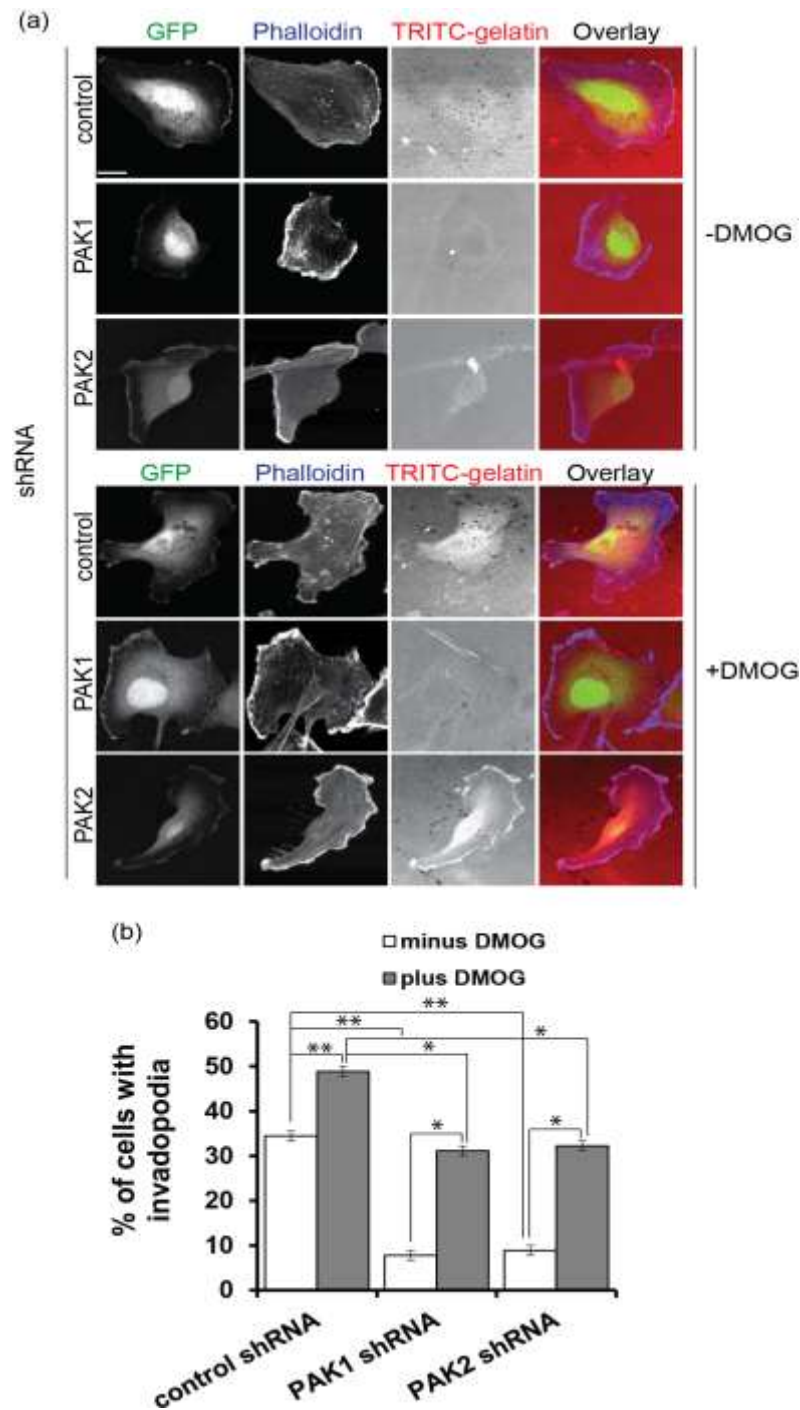 (a)
GFP Phalloidin TRITC-gelatin Overlay
control
PAK1
PAK2
-DMOG
shRNA
GFP Phalloidin TRITC-gelatin Overlay
control
PAK1
PAK2
+DMOG
(b)
minus DMOG
plus DMOG
% of cells with
invadopodia
60
50
40
30
20
10
0
**
**
**
*
*
*
*
control shRNA
PAK1 shRNA
PAK2 shRNA